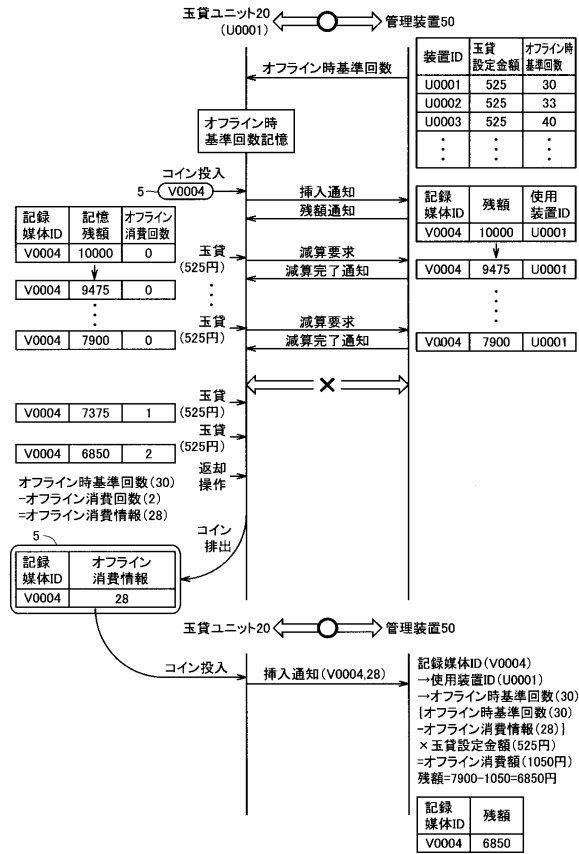 玉貸ユニット20
(U0001)
管理装置50
オフライン時基準回数
装置ID
玉貸
設定金額
オフライン時
基準回数
U0001 525 30
U0002 525 33
U0003 525 40
オフライン時
基準回数記憶
コイン投入
5
V0004
挿入通知
残額通知
記録
媒体ID
残額
使用
装置ID
V0004 10000 U0001
記録
媒体ID
記憶
残額
オフライン
消費回数
V0004 10000 0
玉貸
(525円)
減算要求
減算完了通知
V0004 9475 U0001
V0004 9475 0
玉貸
(525円)
減算要求
減算完了通知
V0004 7900 0
V0004 7900 U0001
玉貸
(525円)
V0004 7375 1
玉貸
(525円)
V0004 6850 2
返却
操作
オフライン時基準回数(30)
-オフライン消費回数(2)
=オフライン消費情報(28)
コイン
排出
5
記録
媒体ID
オフライン
消費情報
V0004 28
玉貸ユニット20
管理装置50
コイン投入
挿入通知(V0004,28)
記録媒体ID(V0004)
→使用装置ID(U0001)
→オフライン時基準回数(30)
{オフライン時基準回数(30)
-オフライン消費情報(28)}
×玉貸設定金額(525円)
=オフライン消費額(1050円)
残額=7900-1050=6850円
記録
媒体ID
残額
V0004 6850